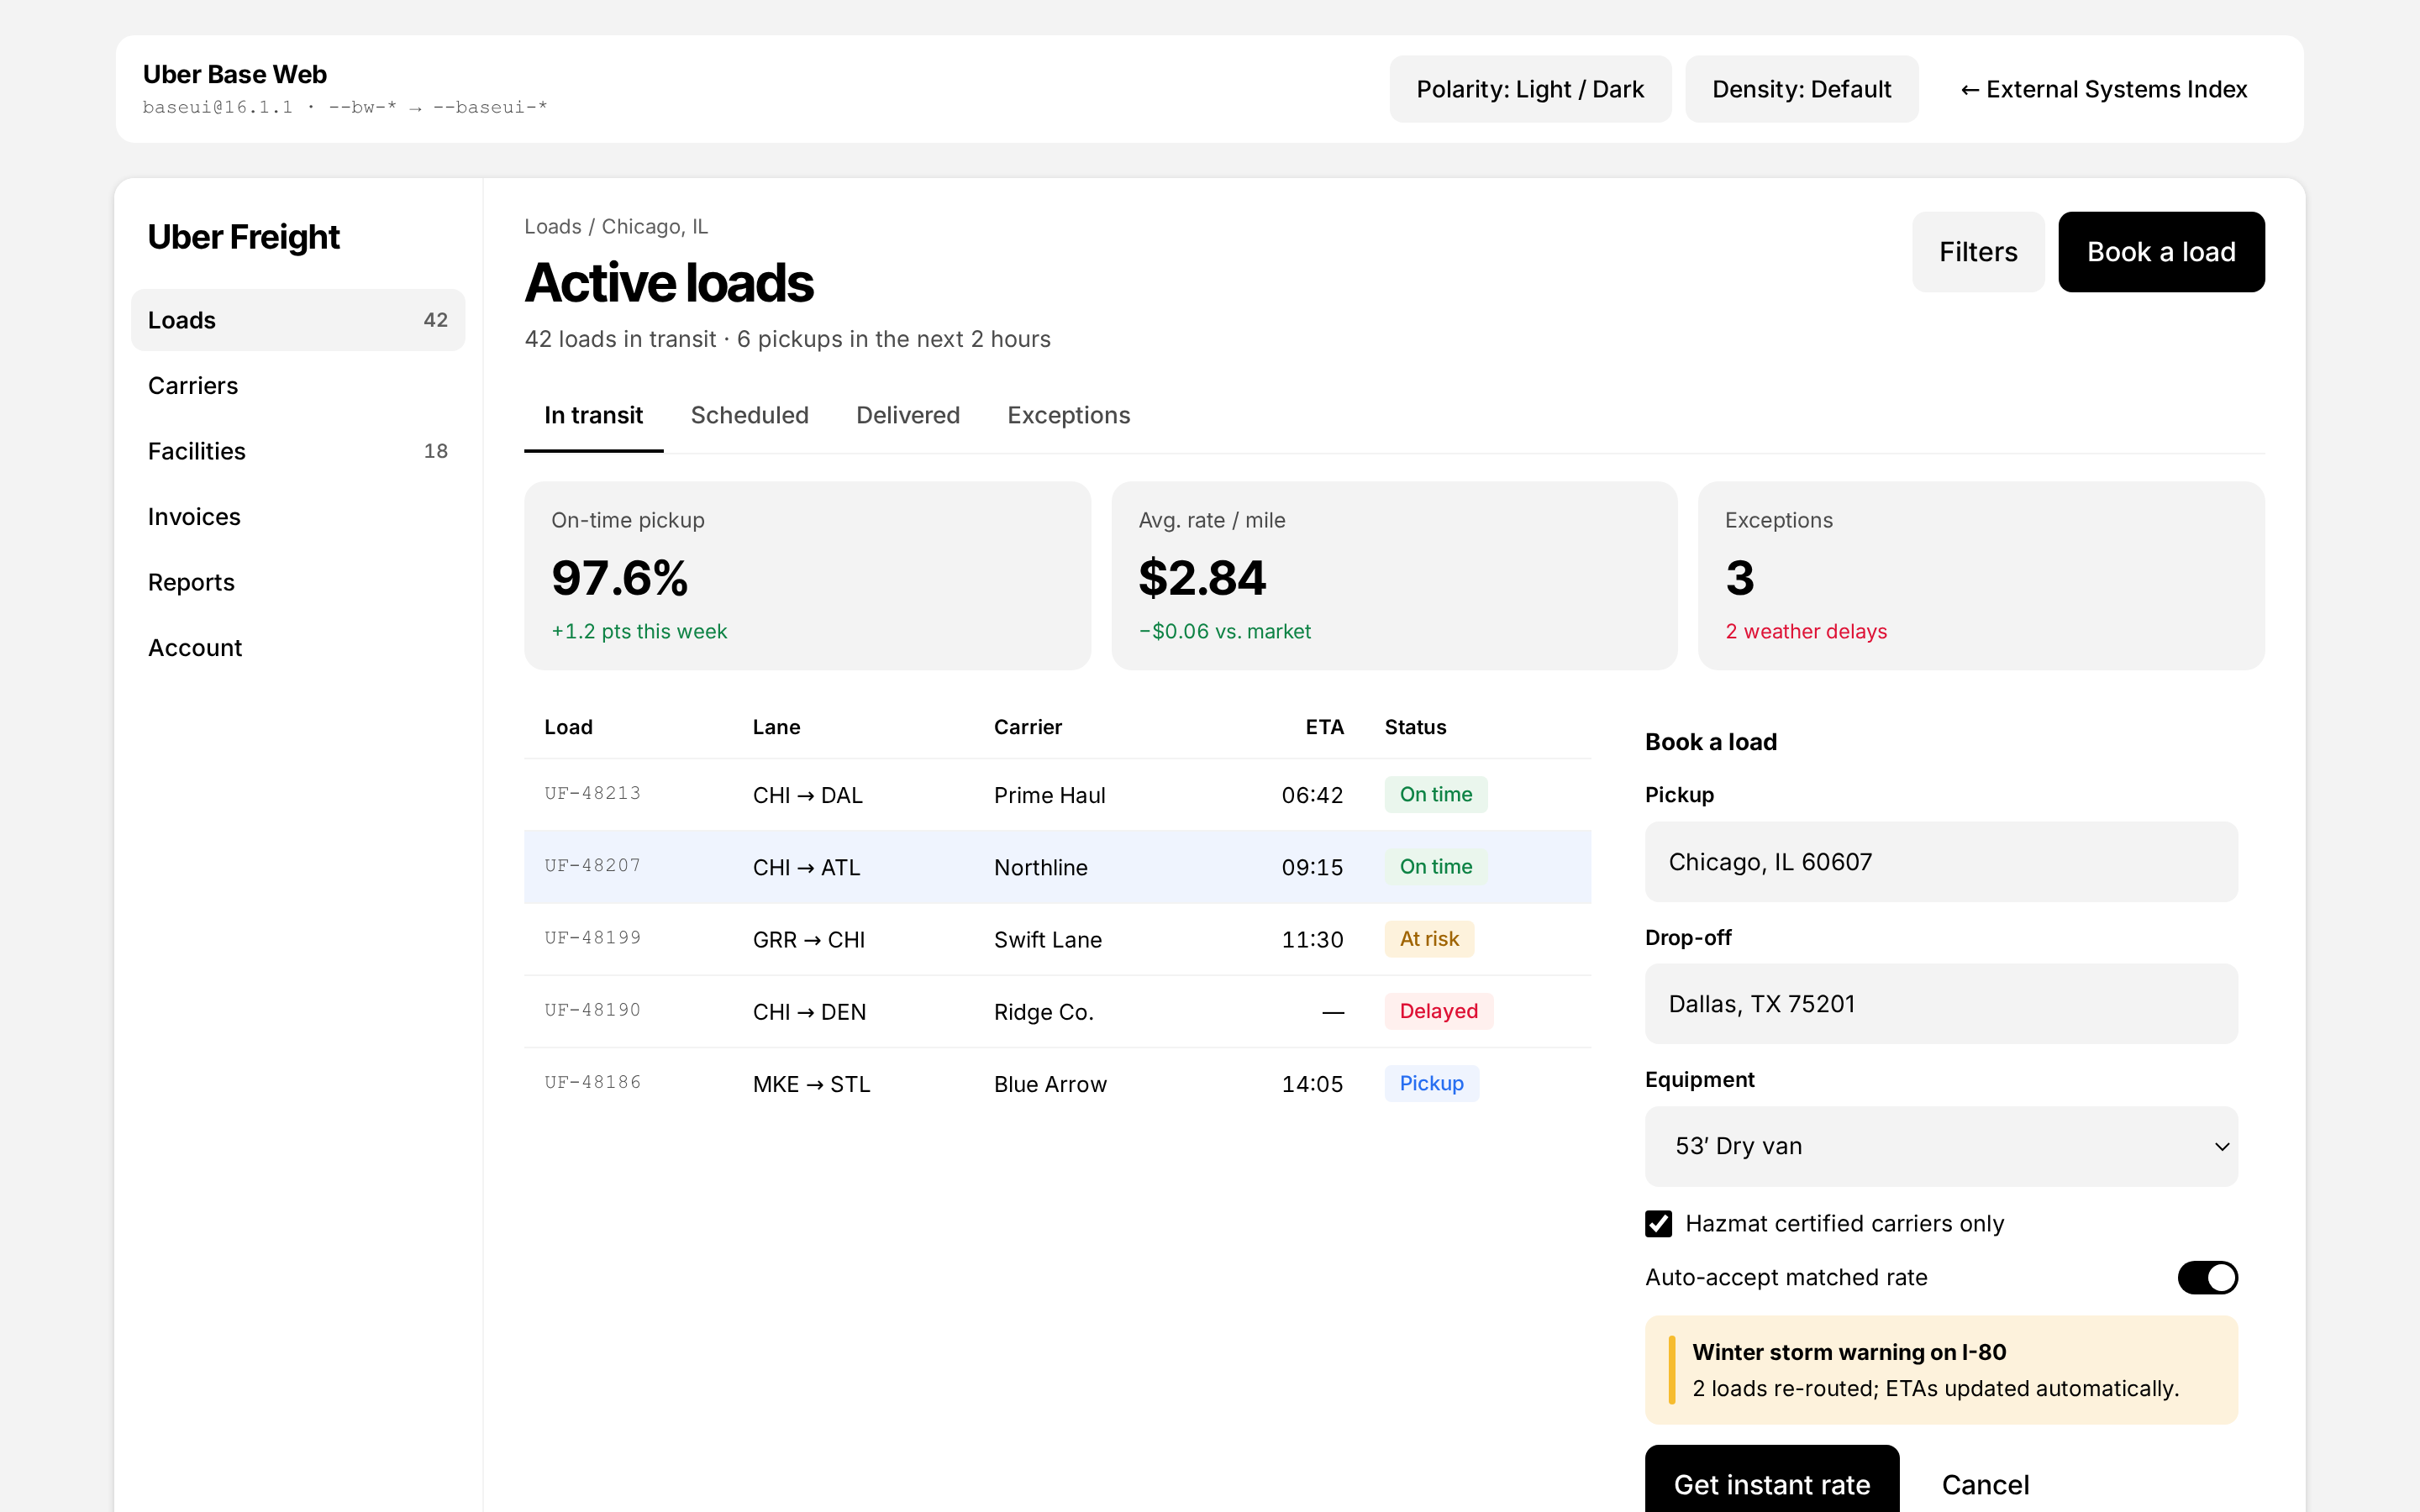 Uber Base Web
baseui@16.1.1 · --bw-* → --baseui-*
Polarity: Light / Dark
Density: Default
← External Systems Index
Uber Freight
Loads 42
Carriers
Facilities 18
Invoices
Reports
Account
Loads / Chicago, IL
Active loads
42 loads in transit · 6 pickups in the next 2 hours
Filters
Book a load
In transit Scheduled Delivered Exceptions
On-time pickup
97.6%
+1.2 pts this week
Avg. rate / mile
$2.84
−$0.06 vs. market
Exceptions
3
2 weather delays
Load Lane Carrier ETA Status
UF-48213 CHI → DAL Prime Haul 06:42 On time
UF-48207 CHI → ATL Northline 09:15 On time
UF-48199 GRR → CHI Swift Lane 11:30 At risk
UF-48190 CHI → DEN Ridge Co. — Delayed
UF-48186 MKE → STL Blue Arrow 14:05 Pickup
Book a load
Pickup
Chicago, IL 60607
Drop-off
Dallas, TX 75201
Equipment
53′ Dry van
Hazmat certified carriers only
Auto-accept matched rate
Winter storm warning on I-80
2 loads re-routed; ETAs updated automatically.
Get instant rate
Cancel